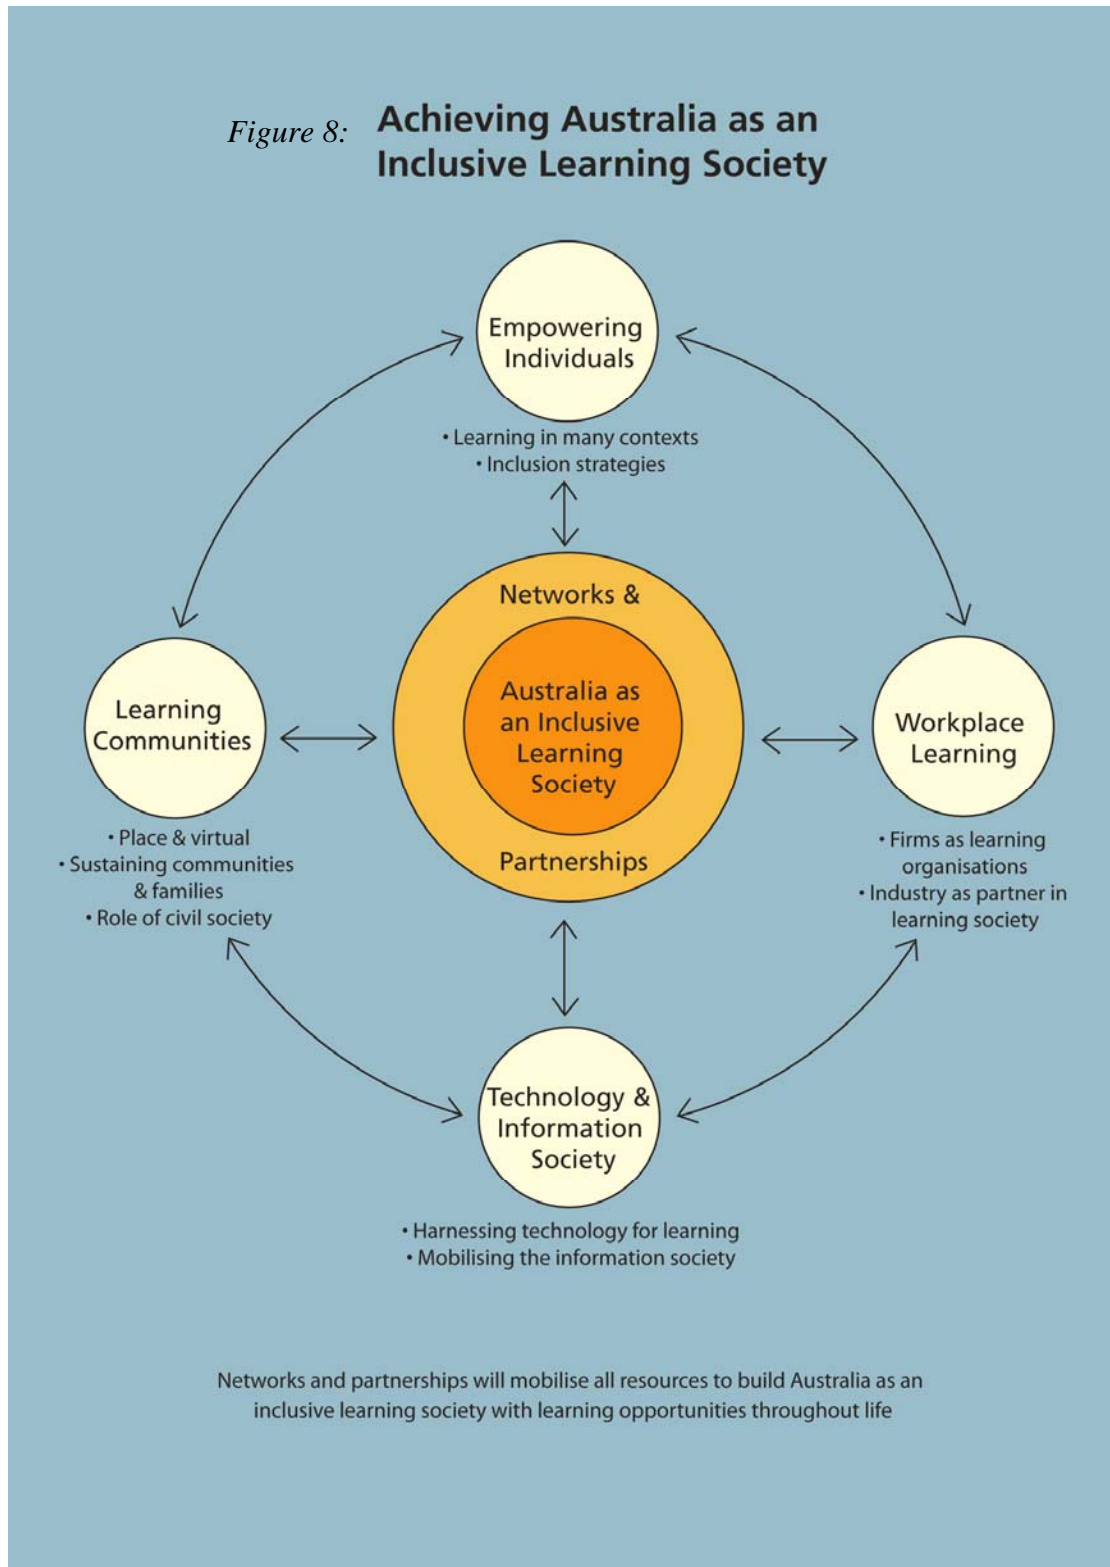 Figure 8:
Achieving Australia as an
Inclusive Learning Society
Empowering
Individuals
• Learning in many contexts
• Inclusion strategies
Networks &
Australia as
an Inclusive
Learning
Society
Partnerships
Learning
Communities
• Place & virtual
• Sustaining communities
& families
• Role of civil society
Workplace
Learning
• Firms as learning
organisations
• Industry as partner in
learning society
Technology &
Information
Society
• Harnessing technology for learning
• Mobilising the information society
Networks and partnerships will mobilise all resources to build Australia as an
inclusive learning society with learning opportunities throughout life